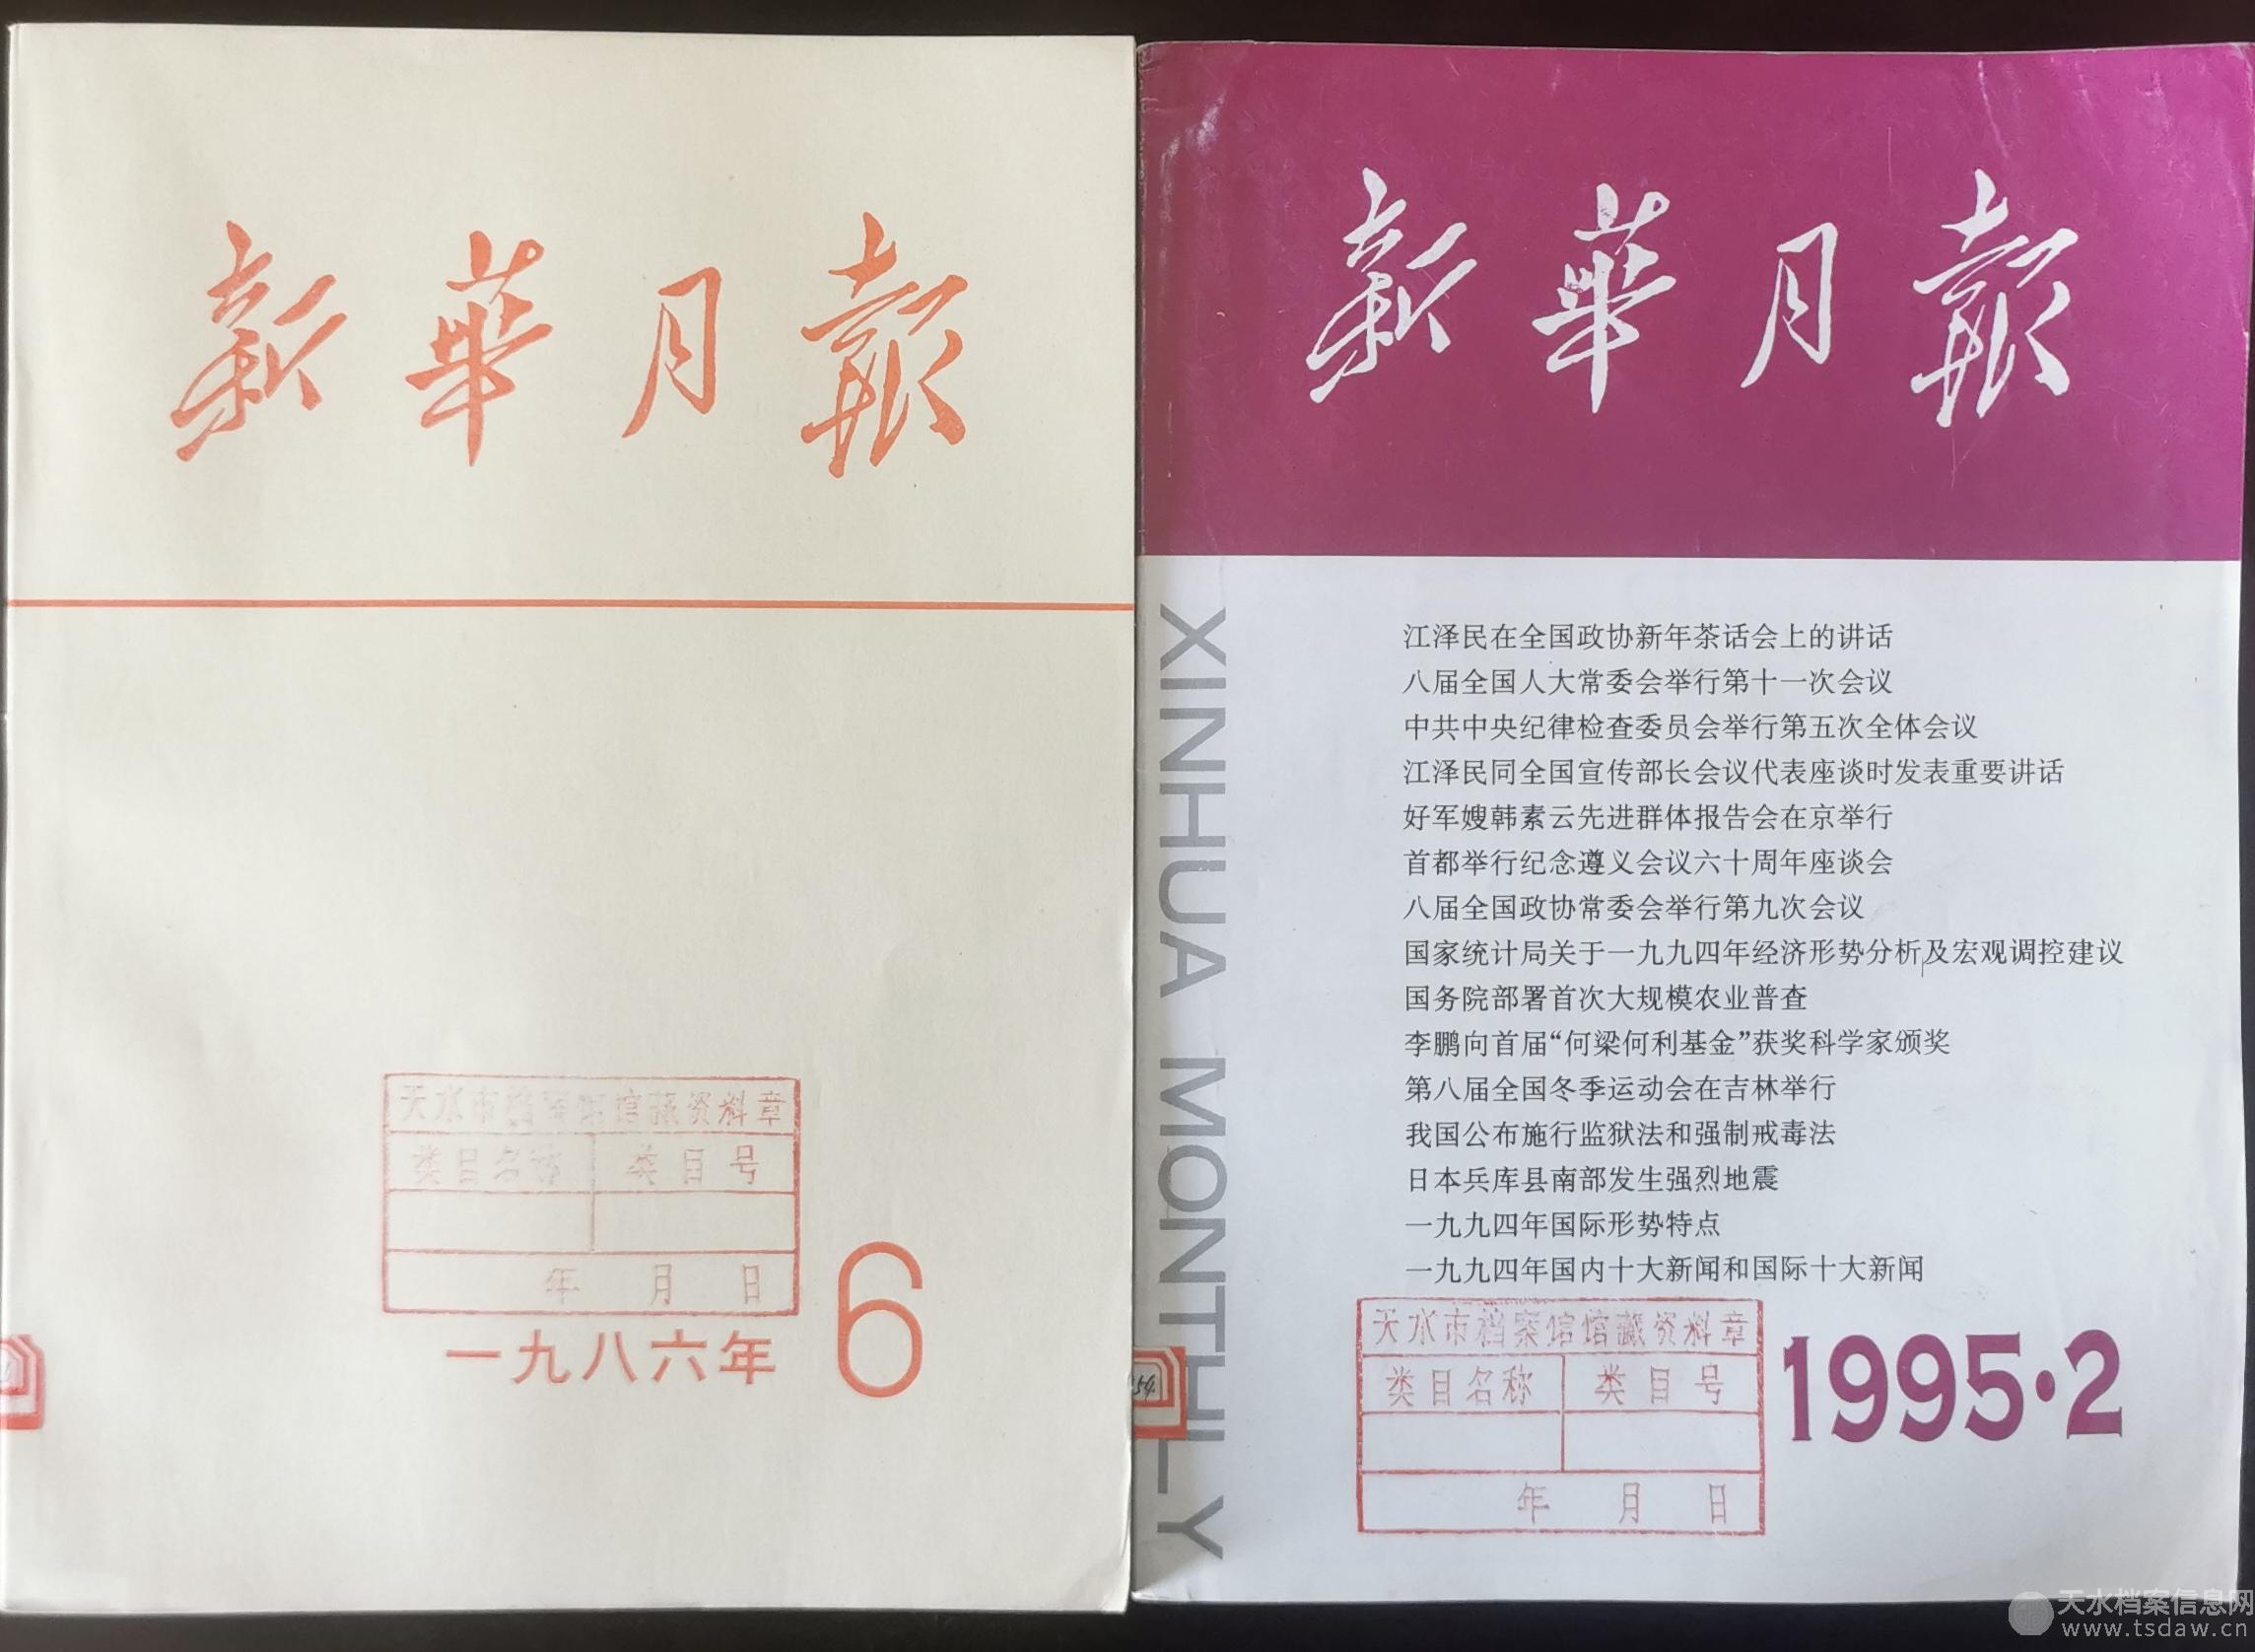 新華月報
天水市档案馆馆藏资料章
类目名称 类目号
年 月 日
一九八六年 6
新華月報
XINHUA MONTHLY
江泽民在全国政协新年茶话会上的讲话
八届全国人大常委会举行第十一次会议
中共中央纪律检查委员会举行第五次全体会议
江泽民同全国宣传部长会议代表座谈时发表重要讲话
好军嫂韩素云先进群体报告会在京举行
首都举行纪念遵义会议六十周年座谈会
八届全国政协常委会举行第九次会议
国家统计局关于一九九四年经济形势分析及宏观调控建议
国务院部署首次大规模农业普查
李鹏向首届“何梁何利基金”获奖科学家颁奖
第八届全国冬季运动会在吉林举行
我国公布施行监狱法和强制戒毒法
日本兵库县南部发生强烈地震
一九九四年国际形势特点
一九九四年国内十大新闻和国际十大新闻
天水市档案馆馆藏资料章
类目名称 类目号
年 月 日
1995·2
天水档案信息网
www.tsdaw.cn